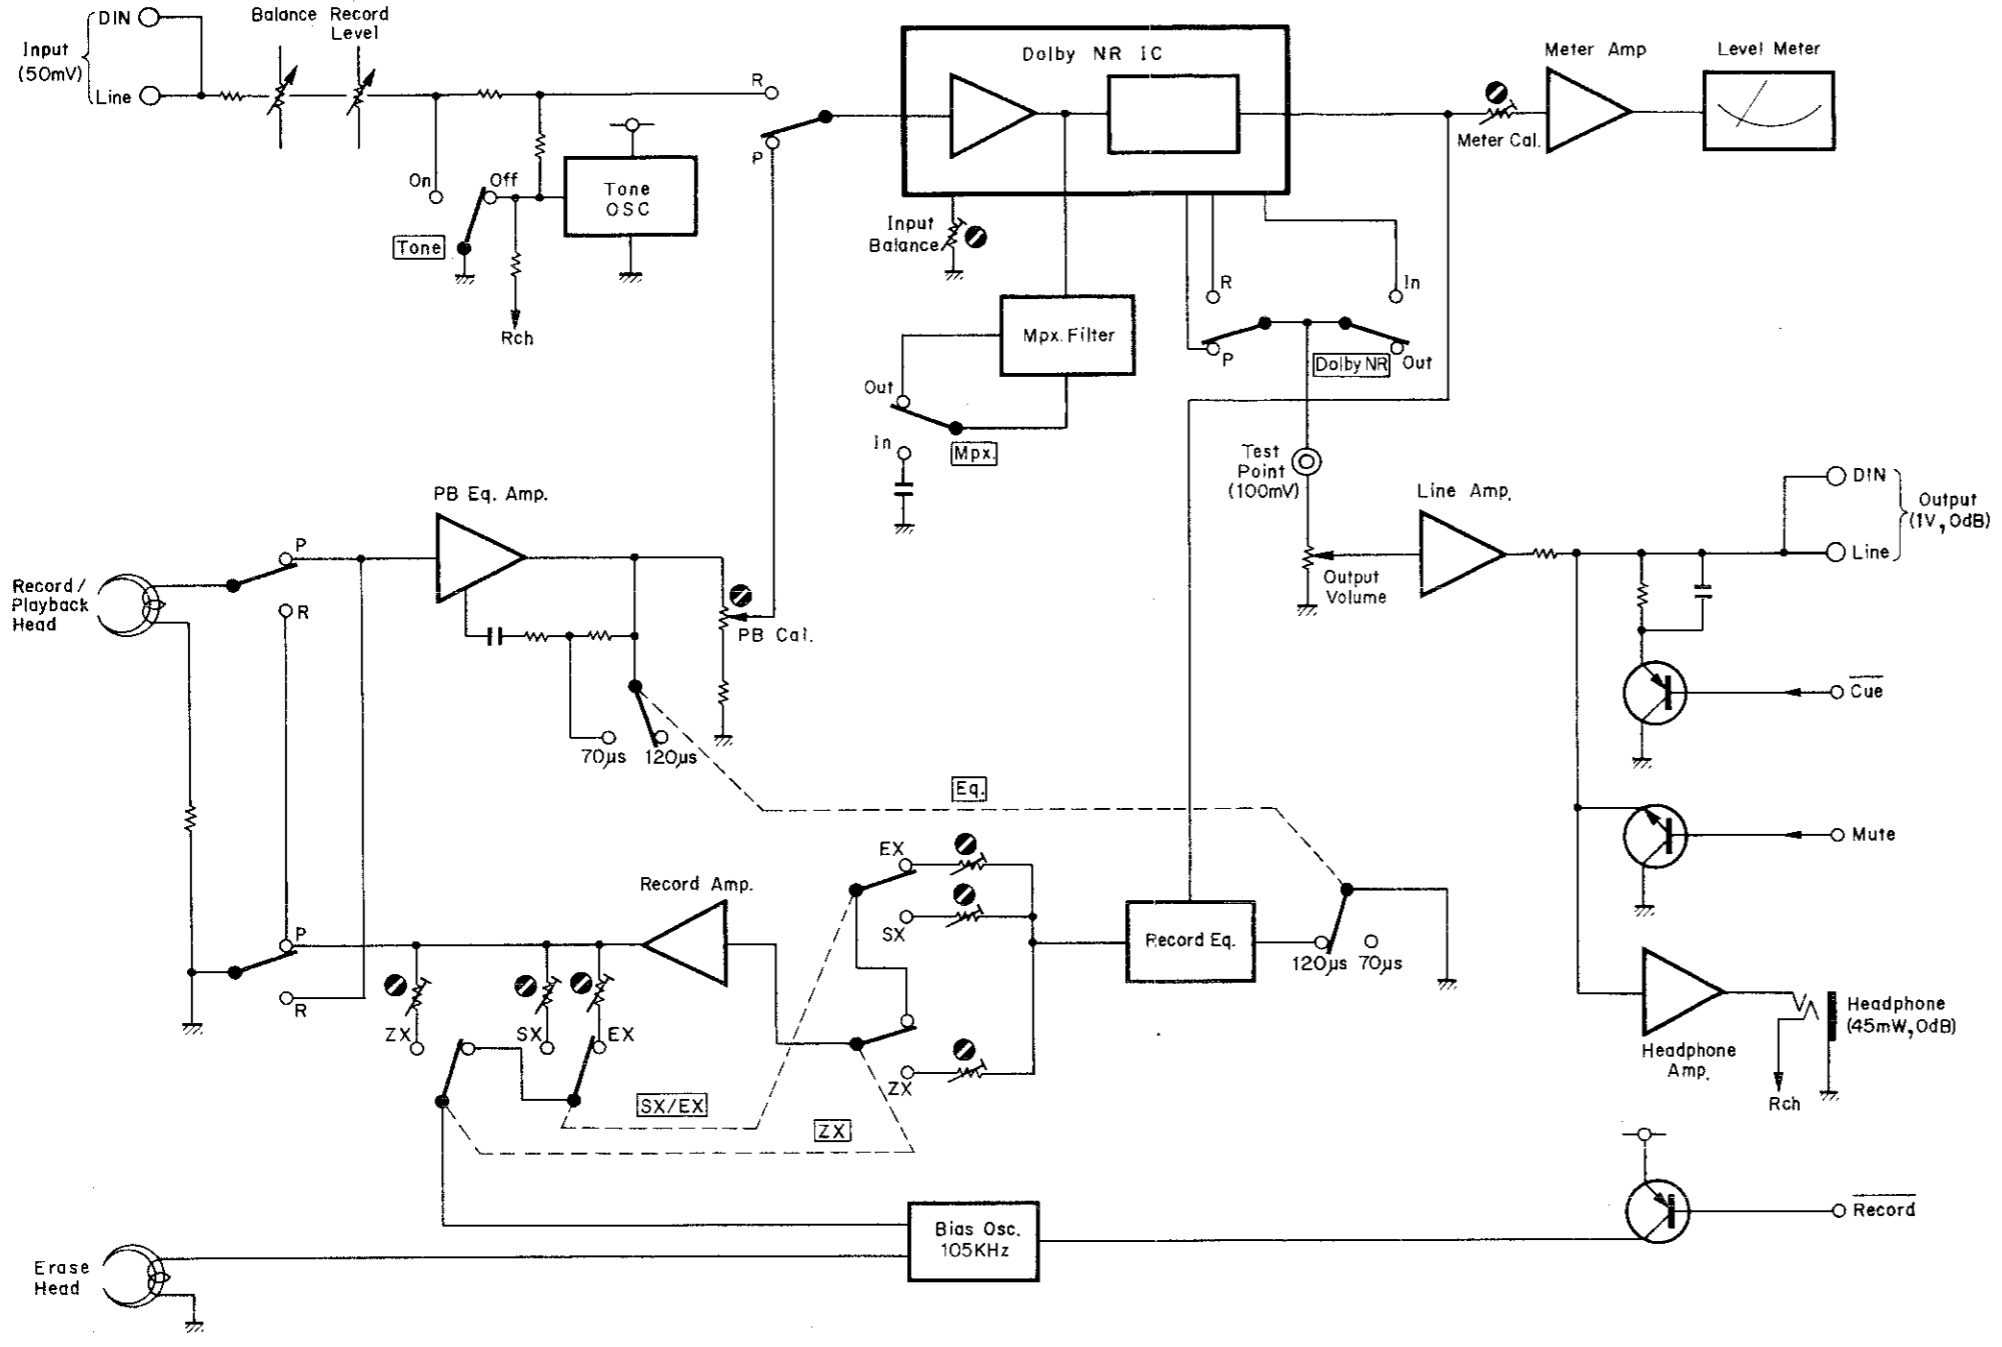 DIN
Input
(50mV)
Line
Balance
Record
Level
R
P
On
Off
Tone
OSC
Tone
Rch
Dolby NR IC
Input
Balance
Mpx. Filter
Out
In
Mpx.
R
P
In
Out
Dolby NR
Meter Amp
Level Meter
Meter Cal.
Test
Point
(100mV)
Output
Volume
Line Amp.
DIN
Output
(1V, 0dB)
Line
Cue
Mute
Headphone
(45mW, 0dB)
Headphone
Amp.
Rch
Record
PB Eq. Amp.
Record/
Playback
Head
P
R
PB Cal.
70µs
120µs
Eq.
Record Amp.
EX
SX
ZX
Record Eq.
120µs
70µs
P
R
ZX
SX
EX
SX/EX
ZX
Bias Osc.
105KHz
Erase
Head